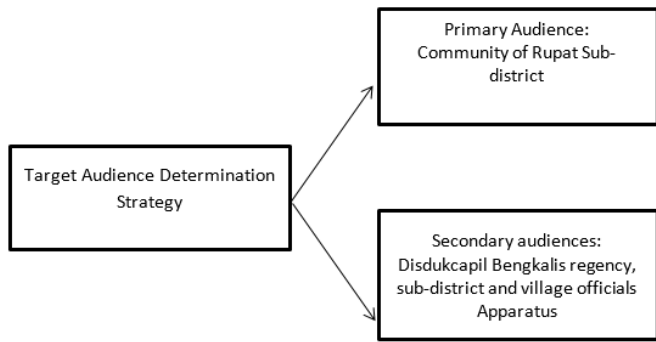 Primary Audience:
Community of Rupat Sub-
district
Target Audience Determination
Strategy
Secondary audiences:
Disdukcapil Bengkalis regency,
sub-district and village officials
Apparatus